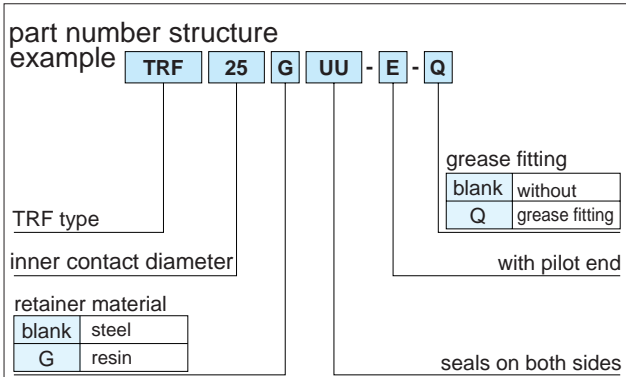 part number structure
example TRF 25 G UU - E - Q
grease fitting
blank without
Q grease fitting
TRF type
inner contact diameter
with pilot end
retainer material
blank steel
G resin
seals on both sides